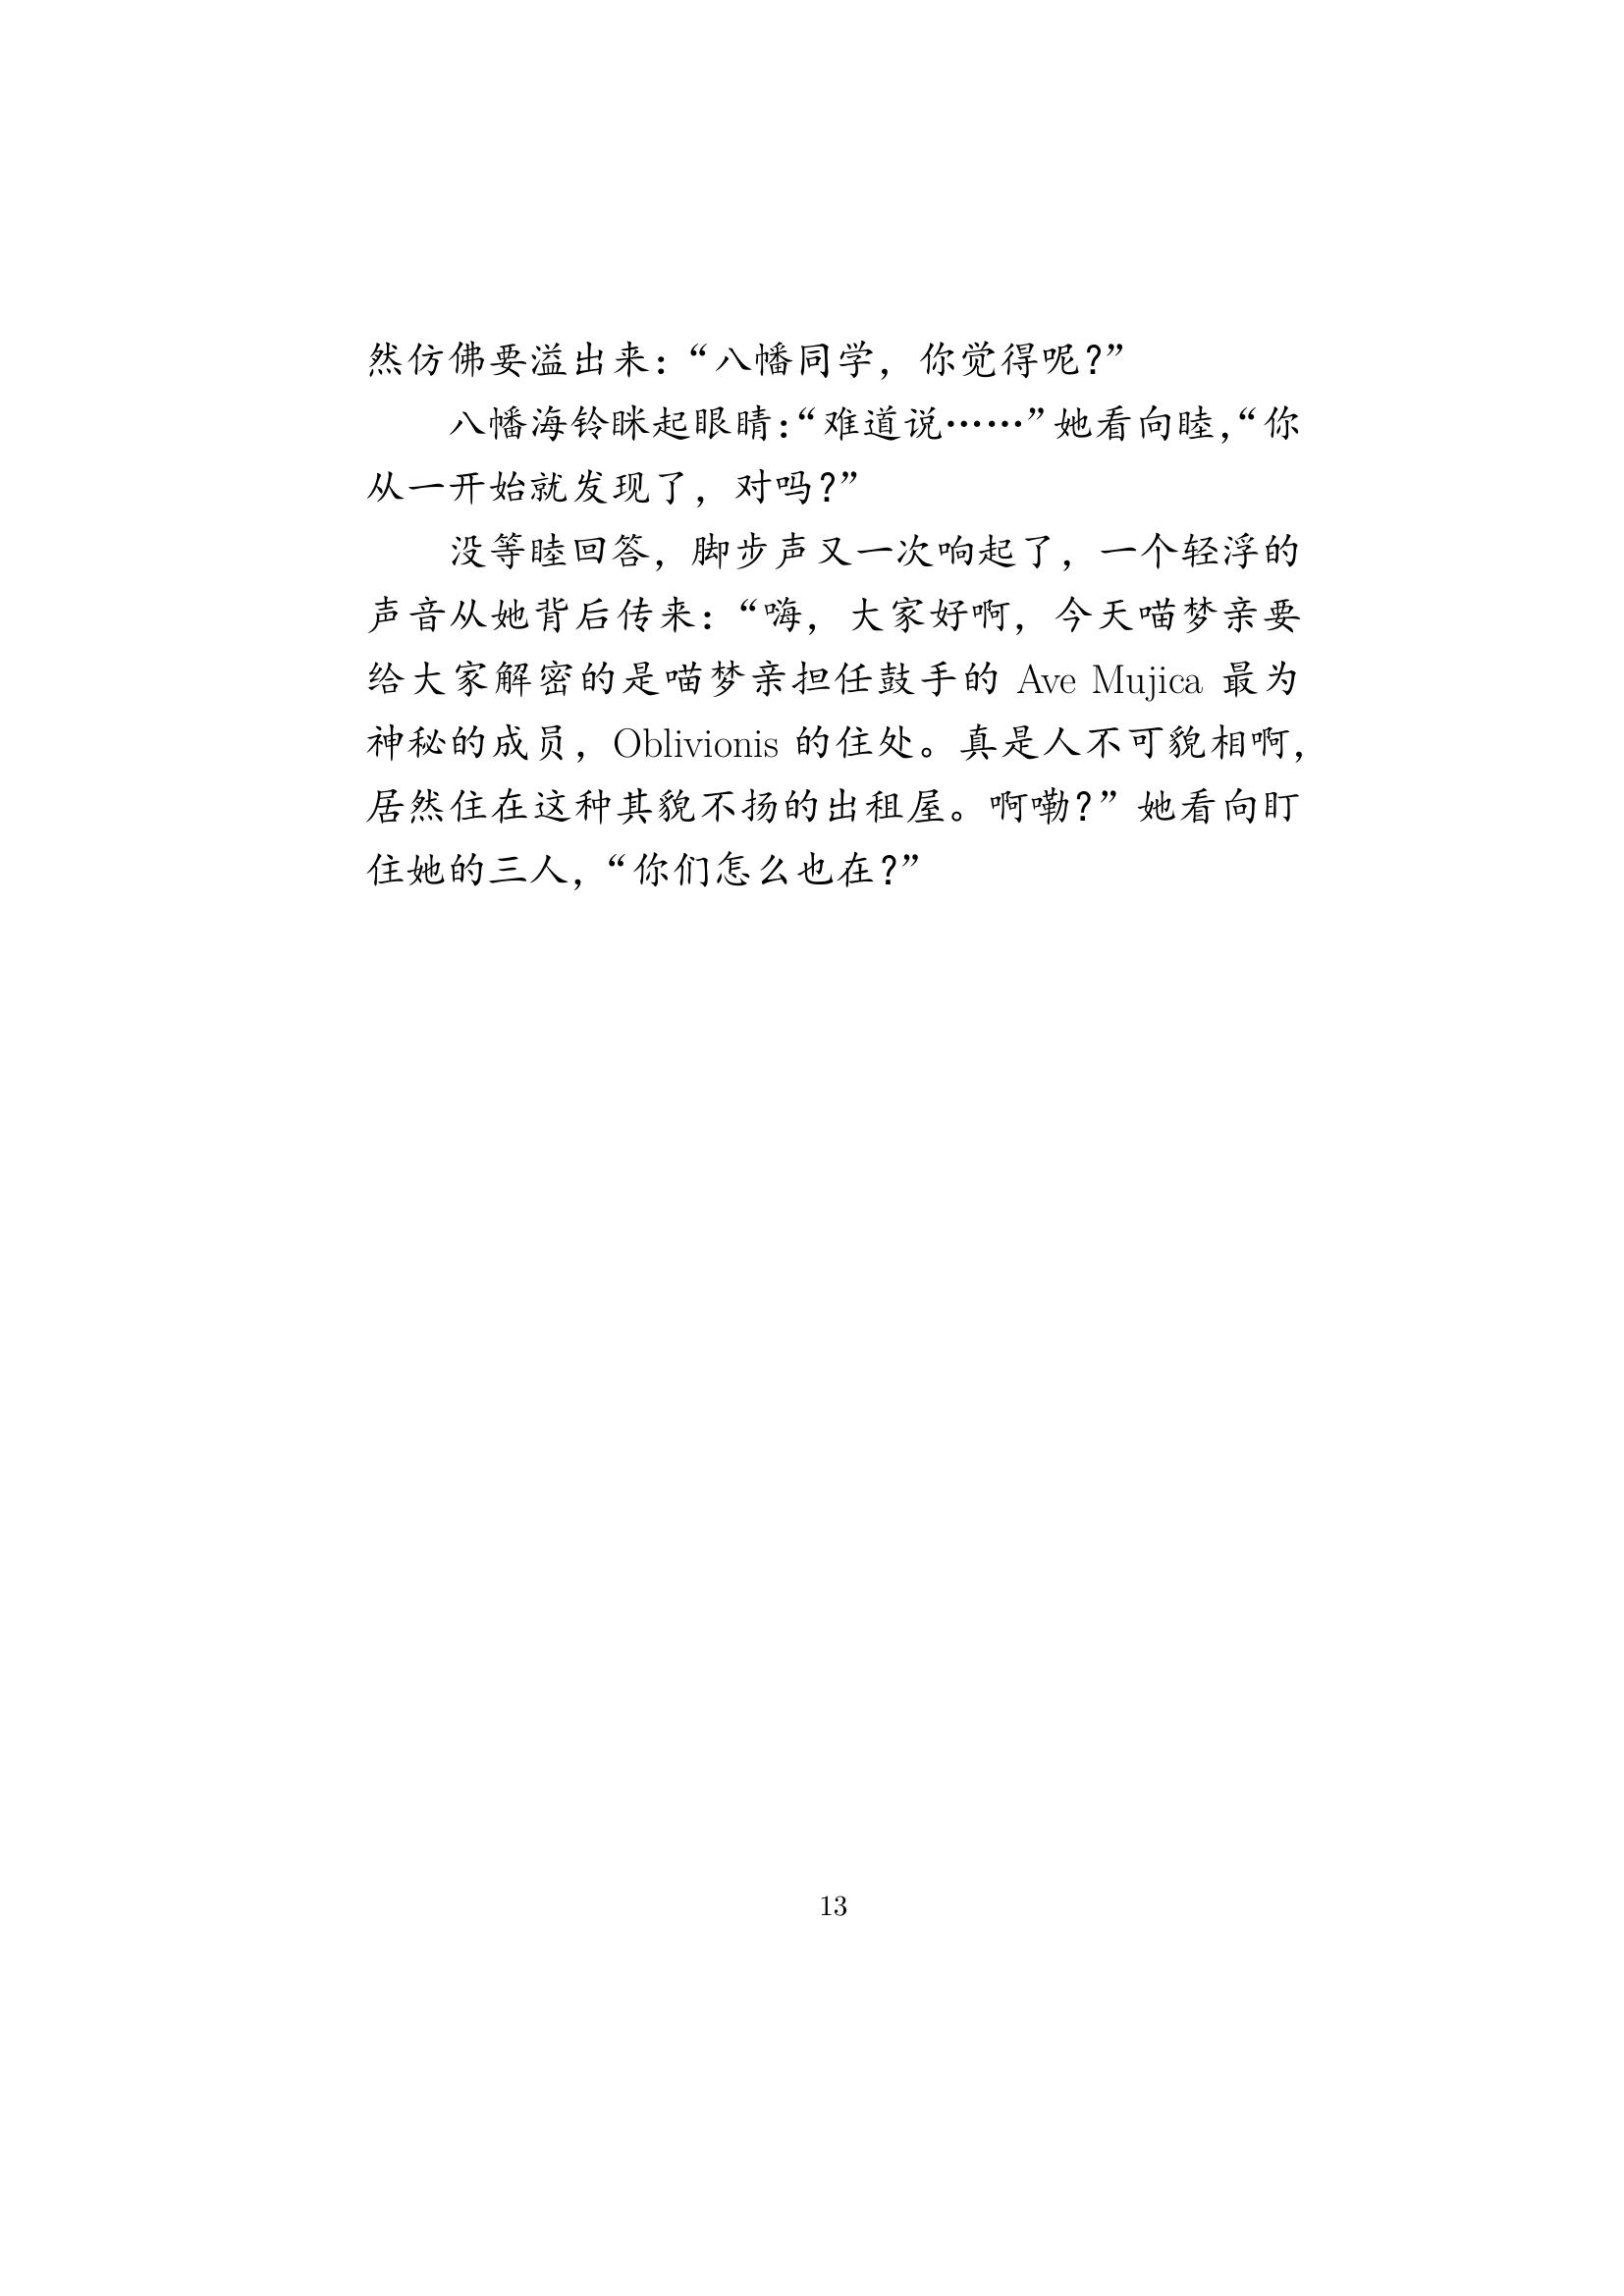 然仿佛要溢出来：“八幡同学，你觉得呢？”
八幡海铃眯起眼睛：“难道说……”她看向睦，“你
从一开始就发现了，对吗？”
没等睦回答，脚步声又一次响起了，一个轻浮的
声音从她背后传来：“嗨，大家好啊，今天喵梦亲要
给大家解密的是喵梦亲担任鼓手的 Ave Mujica 最为
神秘的成员，Oblivionis 的住处。真是人不可貌相啊，
居然住在这种其貌不扬的出租屋。啊嘞？”她看向盯
住她的三人，“你们怎么也在？”
13